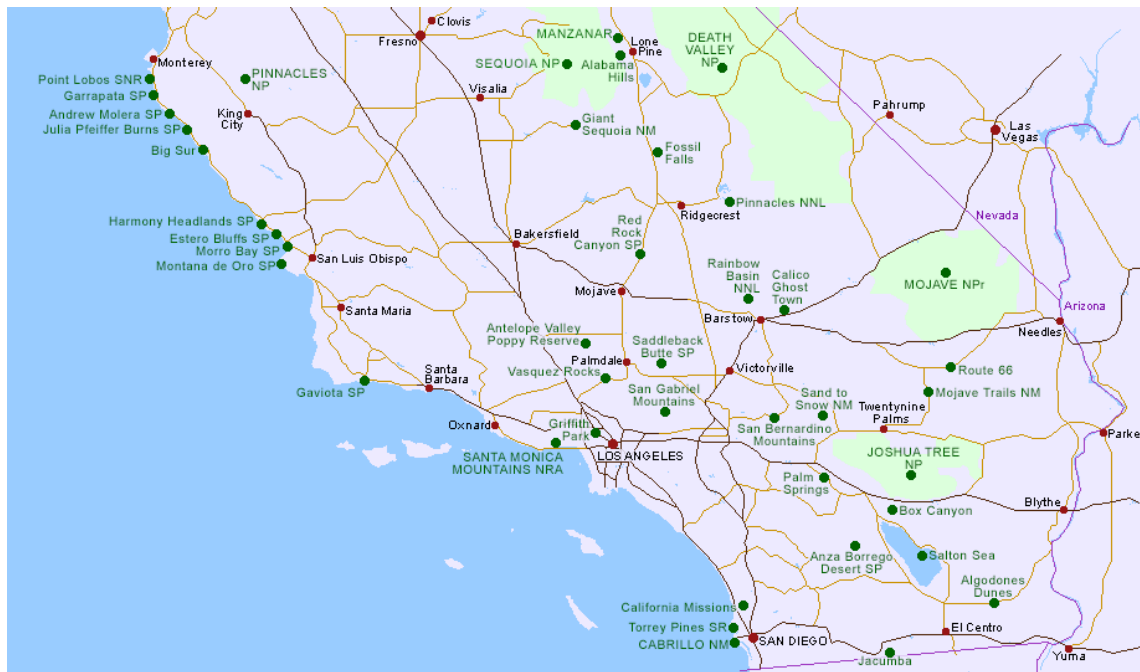 Clovis
Fresno
MANZANAR
Lone
Pine
DEATH
VALLEY
NP
Monterey
SEQUOIA NP
Alabama
Hills
Point Lobos SNR
PINNACLES
NP
Garrapata SP
Visalia
Andrew Molera SP
King
City
Pahrump
Julia Pfeiffer Burns SP
Giant
Sequoia NM
Las
Vegas
Big Sur
Fossil
Falls
Pinnacles NNL
Ridgecrest
Nevada
Harmony Headlands SP
Red
Rock
Canyon SP
Estero Bluffs SP
Bakersfield
Morro Bay SP
San Luis Obispo
Montana de Oro SP
Rainbow
Basin
NNL
Calico
Ghost
Town
MOJAVE NPr
Mojave
Arizona
Santa Maria
Barstow
Needles
Antelope Valley
Poppy Reserve
Saddleback
Butte SP
Palmdale
Vasquez Rocks
Victorville
Route 66
Santa
Barbara
Gaviota SP
San Gabriel
Mountains
Sand to
Snow NM
Mojave Trails NM
Twentynine
Palms
Oxnard
Griffith
Park
San Bernardino
Mountains
Parke
SANTA MONICA
MOUNTAINS NRA
LOS ANGELES
JOSHUA TREE
NP
Palm
Springs
Blythe
Box Canyon
Anza Borrego
Desert SP
Salton Sea
Algodones
Dunes
California Missions
Torrey Pines SR
El Centro
CABRILLO NM
SAN DIEGO
Jacumba
Yuma